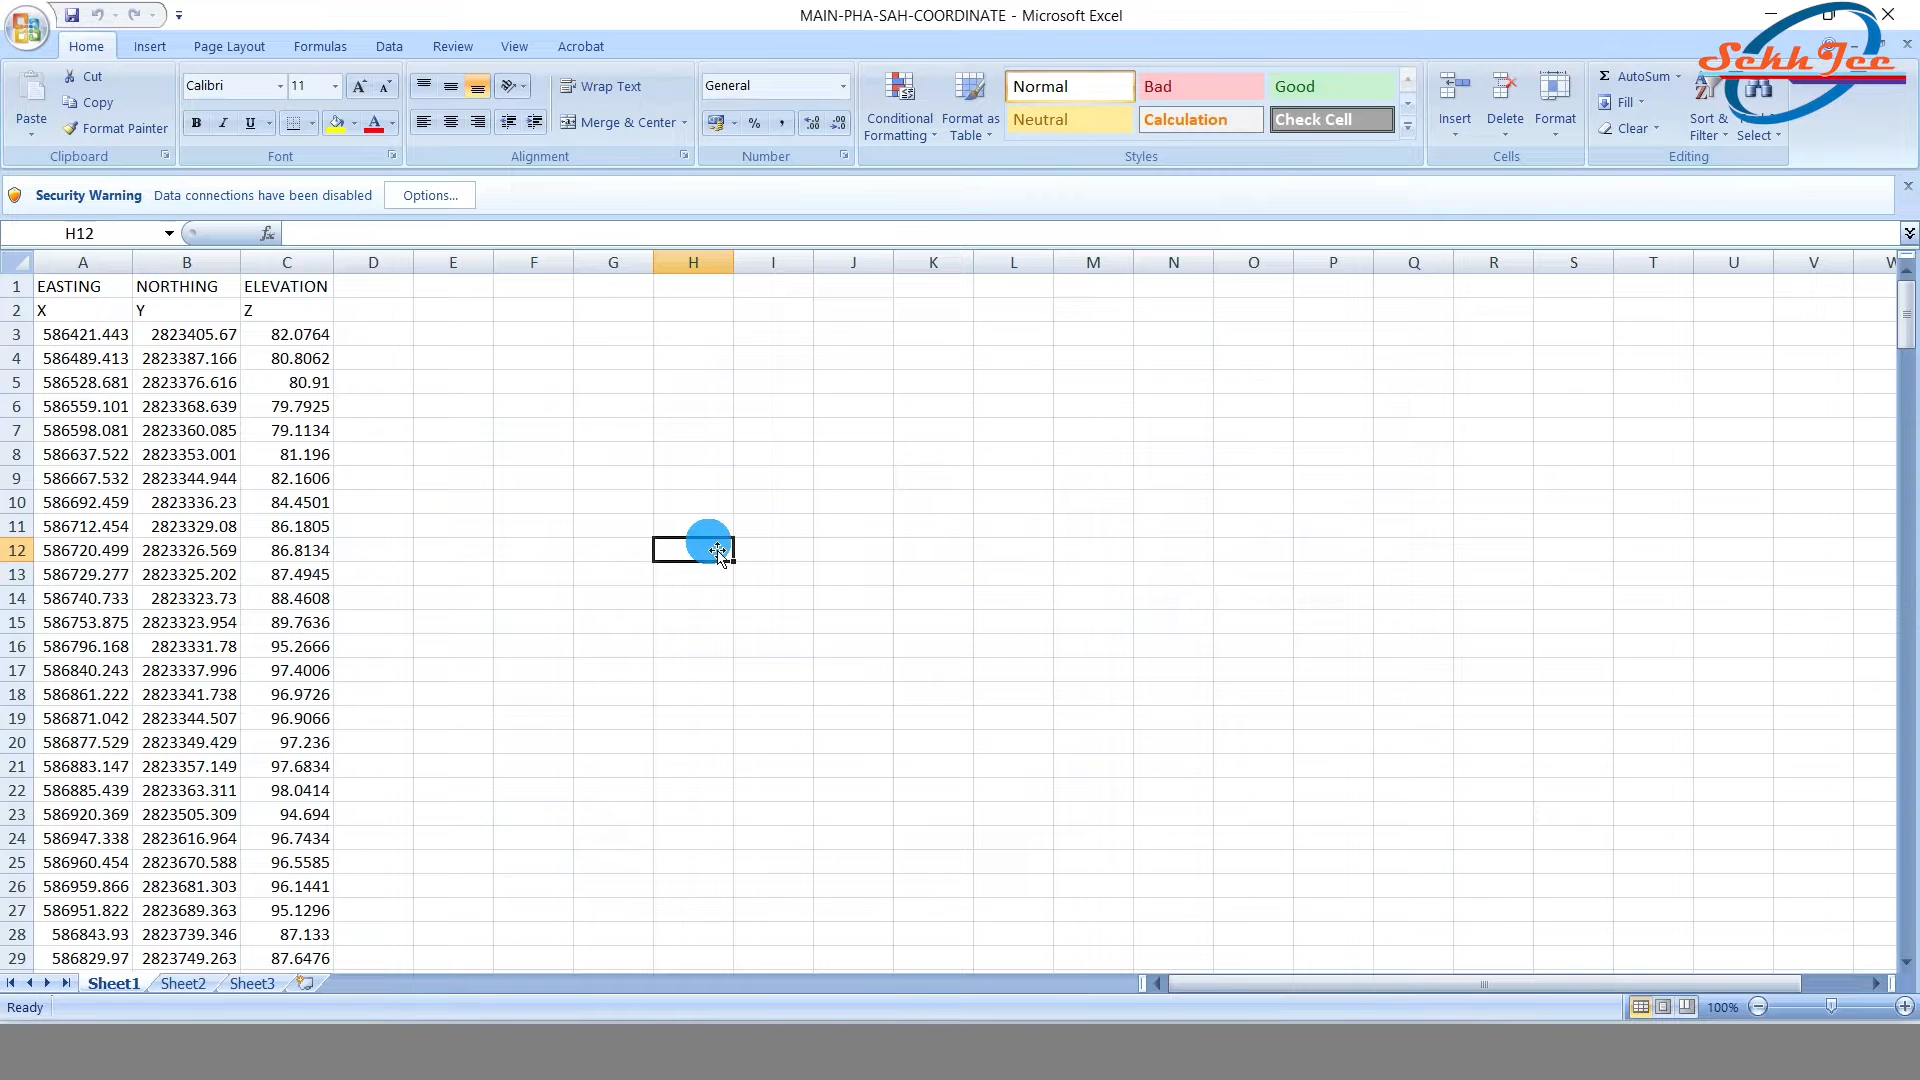 MAIN-PHA-SAH-COORDINATE - Microsoft Excel
SekhJee
Home Insert Page Layout Formulas Data Review View Acrobat
Paste
Cut
Copy
Format Painter
Clipboard
Calibri 11
B I U
Font
Wrap Text
Merge & Center
Alignment
General
% ,
Number
Conditional Formatting
Format as Table
Normal Bad Good
Neutral Calculation Check Cell
Styles
Insert Delete Format
Cells
Σ AutoSum
Fill
Clear
Sort & Filter
Select
Editing
Security Warning Data connections have been disabled Options...
H12 fx
A B C D E F G H I J K L M N O P Q R S T U V W
1 EASTING NORTHING ELEVATION
2 X Y Z
3 586421.443 2823405.67 82.0764
4 586489.413 2823387.166 80.8062
5 586528.681 2823376.616 80.91
6 586559.101 2823368.639 79.7925
7 586598.081 2823360.085 79.1134
8 586637.522 2823353.001 81.196
9 586667.532 2823344.944 82.1606
10 586692.459 2823336.23 84.4501
11 586712.454 2823329.08 86.1805
12 586720.499 2823326.569 86.8134
13 586729.277 2823325.202 87.4945
14 586740.733 2823323.73 88.4608
15 586753.875 2823323.954 89.7636
16 586796.168 2823331.78 95.2666
17 586840.243 2823337.996 97.4006
18 586861.222 2823341.738 96.9726
19 586871.042 2823344.507 96.9066
20 586877.529 2823349.429 97.236
21 586883.147 2823357.149 97.6834
22 586885.439 2823363.311 98.0414
23 586920.369 2823505.309 94.694
24 586947.338 2823616.964 96.7434
25 586960.454 2823670.588 96.5585
26 586959.866 2823681.303 96.1441
27 586951.822 2823689.363 95.1296
28 586843.93 2823739.346 87.133
29 586829.97 2823749.263 87.6476
Sheet1 Sheet2 Sheet3
Ready 100%